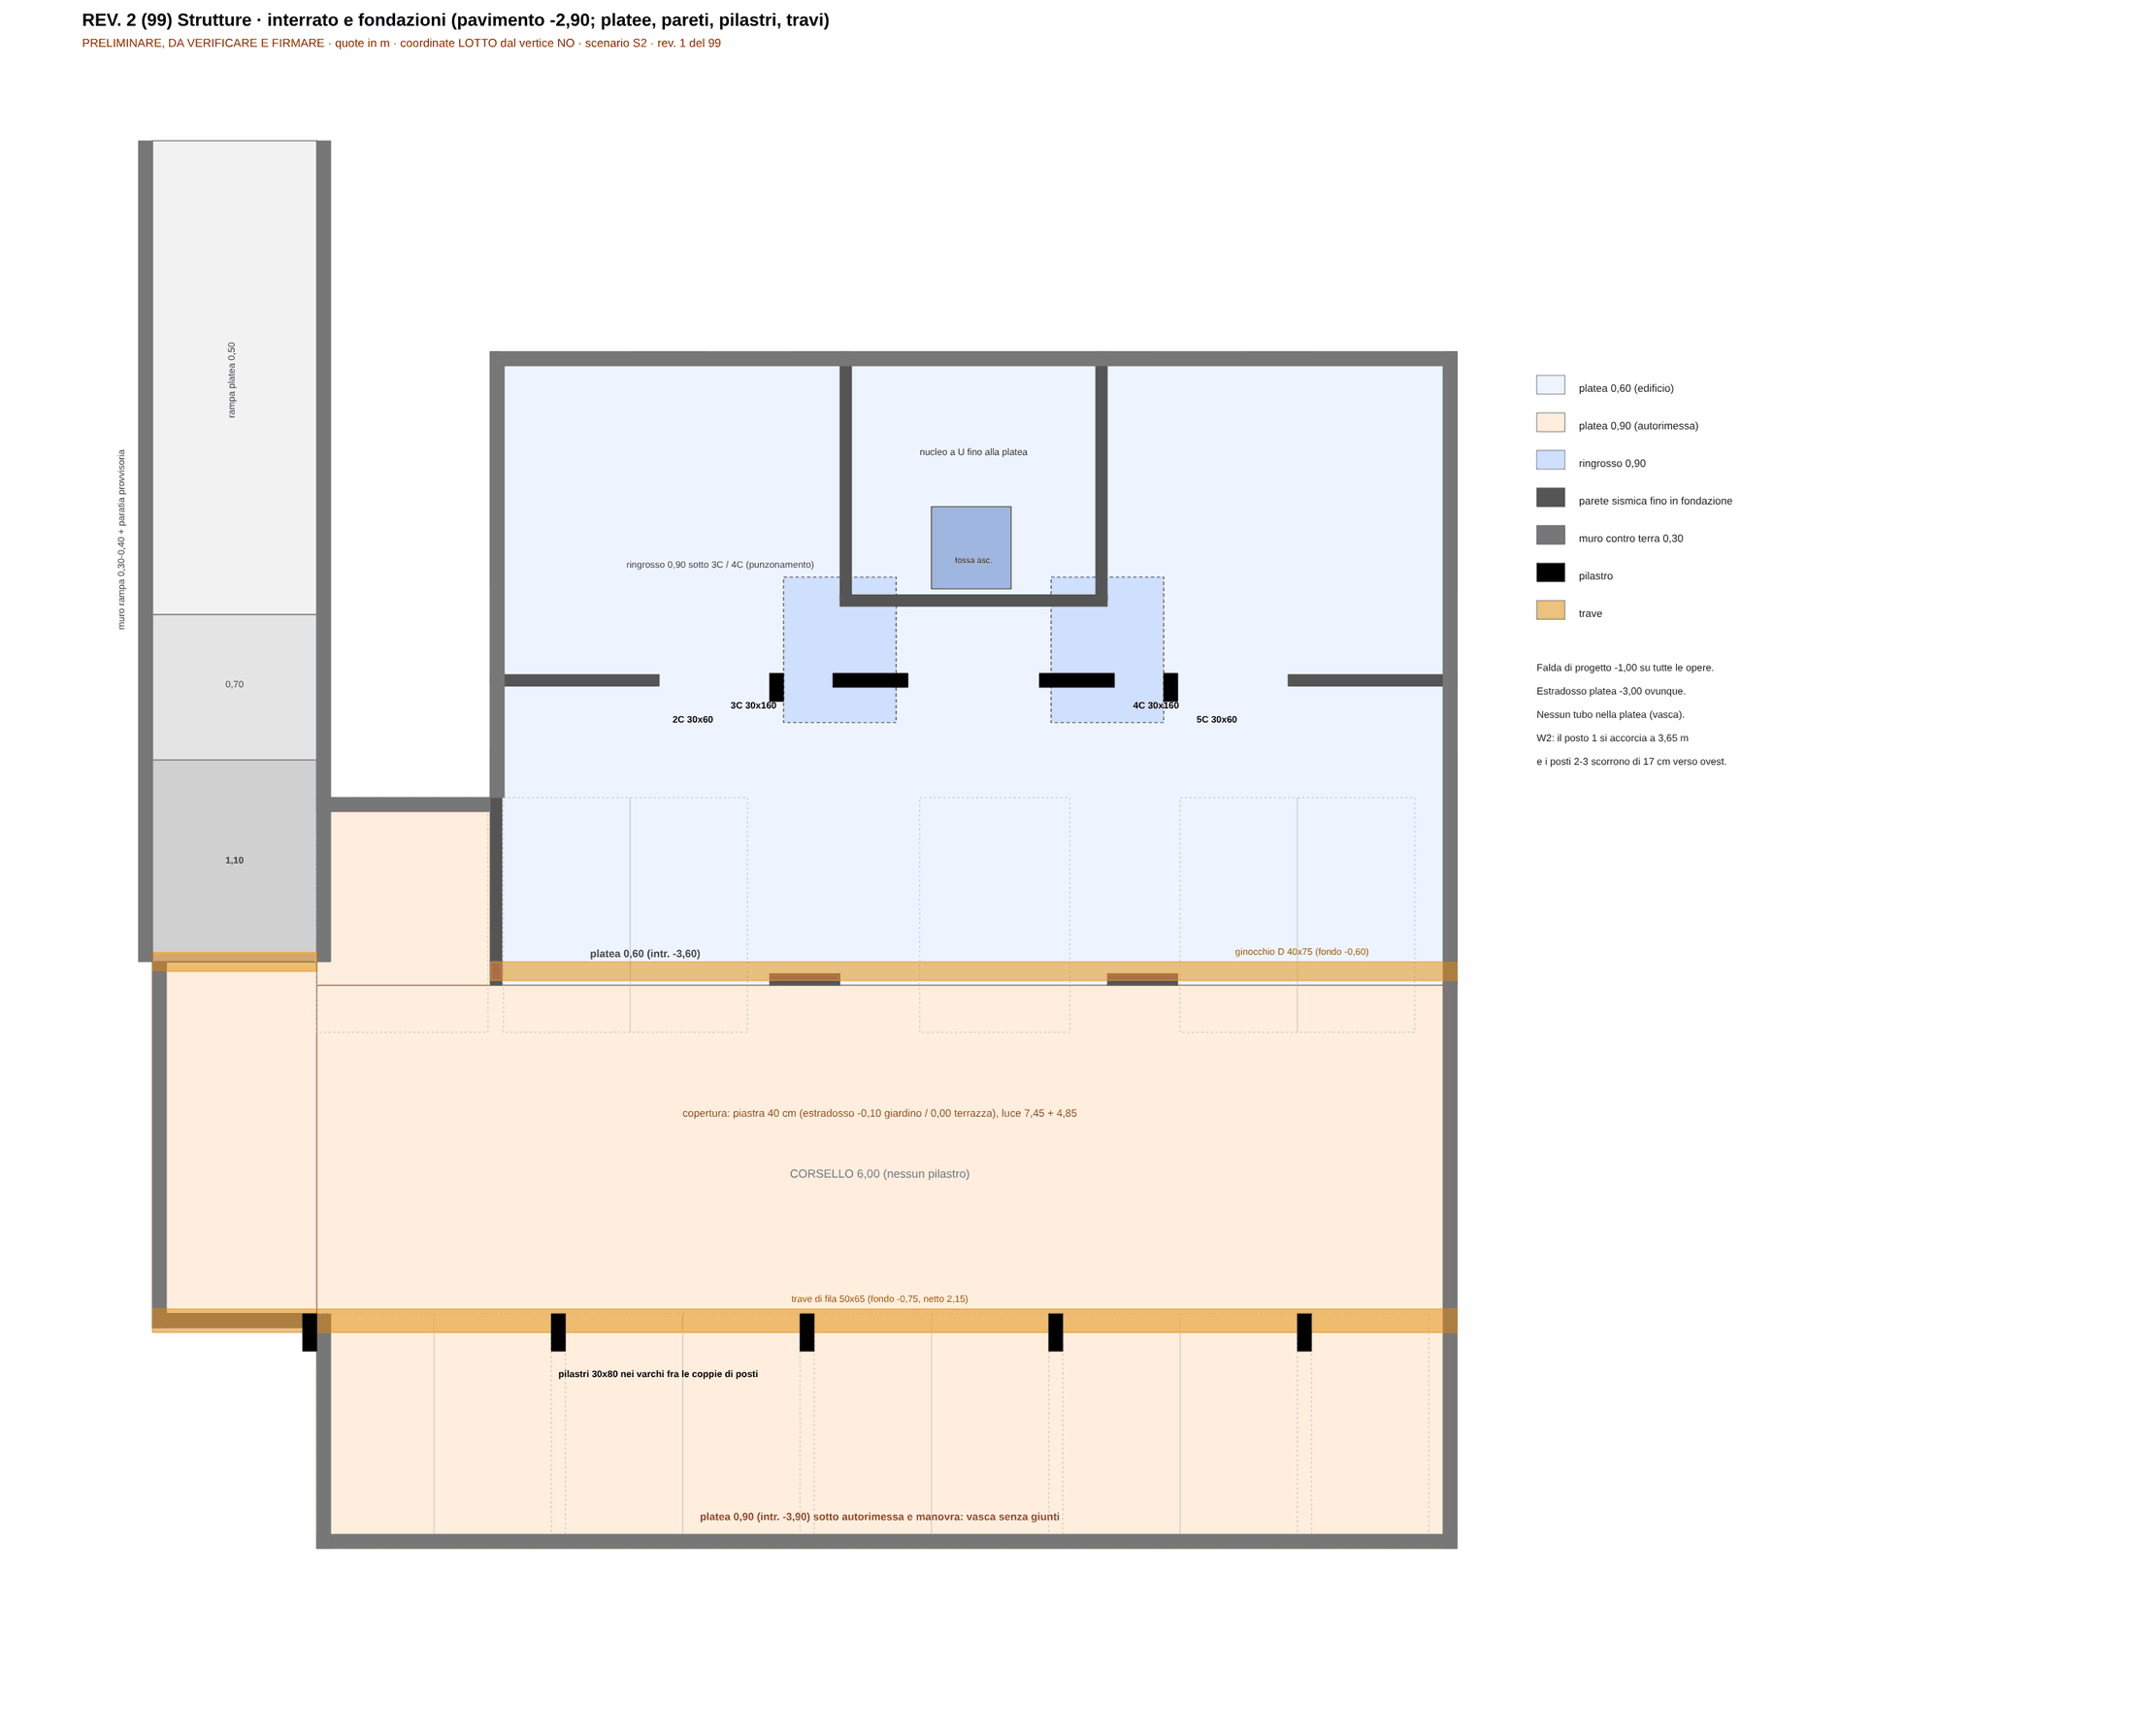 REV. 2 (99) Strutture · interrato e fondazioni (pavimento -2,90; platee, pareti, pilastri, travi)
PRELIMINARE, DA VERIFICARE E FIRMARE · quote in m · coordinate LOTTO dal vertice NO · scenario S2 · rev. 1 del 99
rampa platea 0,50
muro rampa 0,30-0,40 + paratia provvisoria
0,70
1,10
nucleo a U fino alla platea
fossa asc.
ringrosso 0,90 sotto 3C / 4C (punzonamento)
3C 30x160
4C 30x160
2C 30x60
5C 30x60
platea 0,60 (intr. -3,60)
ginocchio D 40x75 (fondo -0,60)
copertura: piastra 40 cm (estradosso -0,10 giardino / 0,00 terrazza), luce 7,45 + 4,85
CORSELLO 6,00 (nessun pilastro)
trave di fila 50x65 (fondo -0,75, netto 2,15)
pilastri 30x80 nei varchi fra le coppie di posti
platea 0,90 (intr. -3,90) sotto autorimessa e manovra: vasca senza giunti
platea 0,60 (edificio)
platea 0,90 (autorimessa)
ringrosso 0,90
parete sismica fino in fondazione
muro contro terra 0,30
pilastro
trave
Falda di progetto -1,00 su tutte le opere.
Estradosso platea -3,00 ovunque.
Nessun tubo nella platea (vasca).
W2: il posto 1 si accorcia a 3,65 m
e i posti 2-3 scorrono di 17 cm verso ovest.